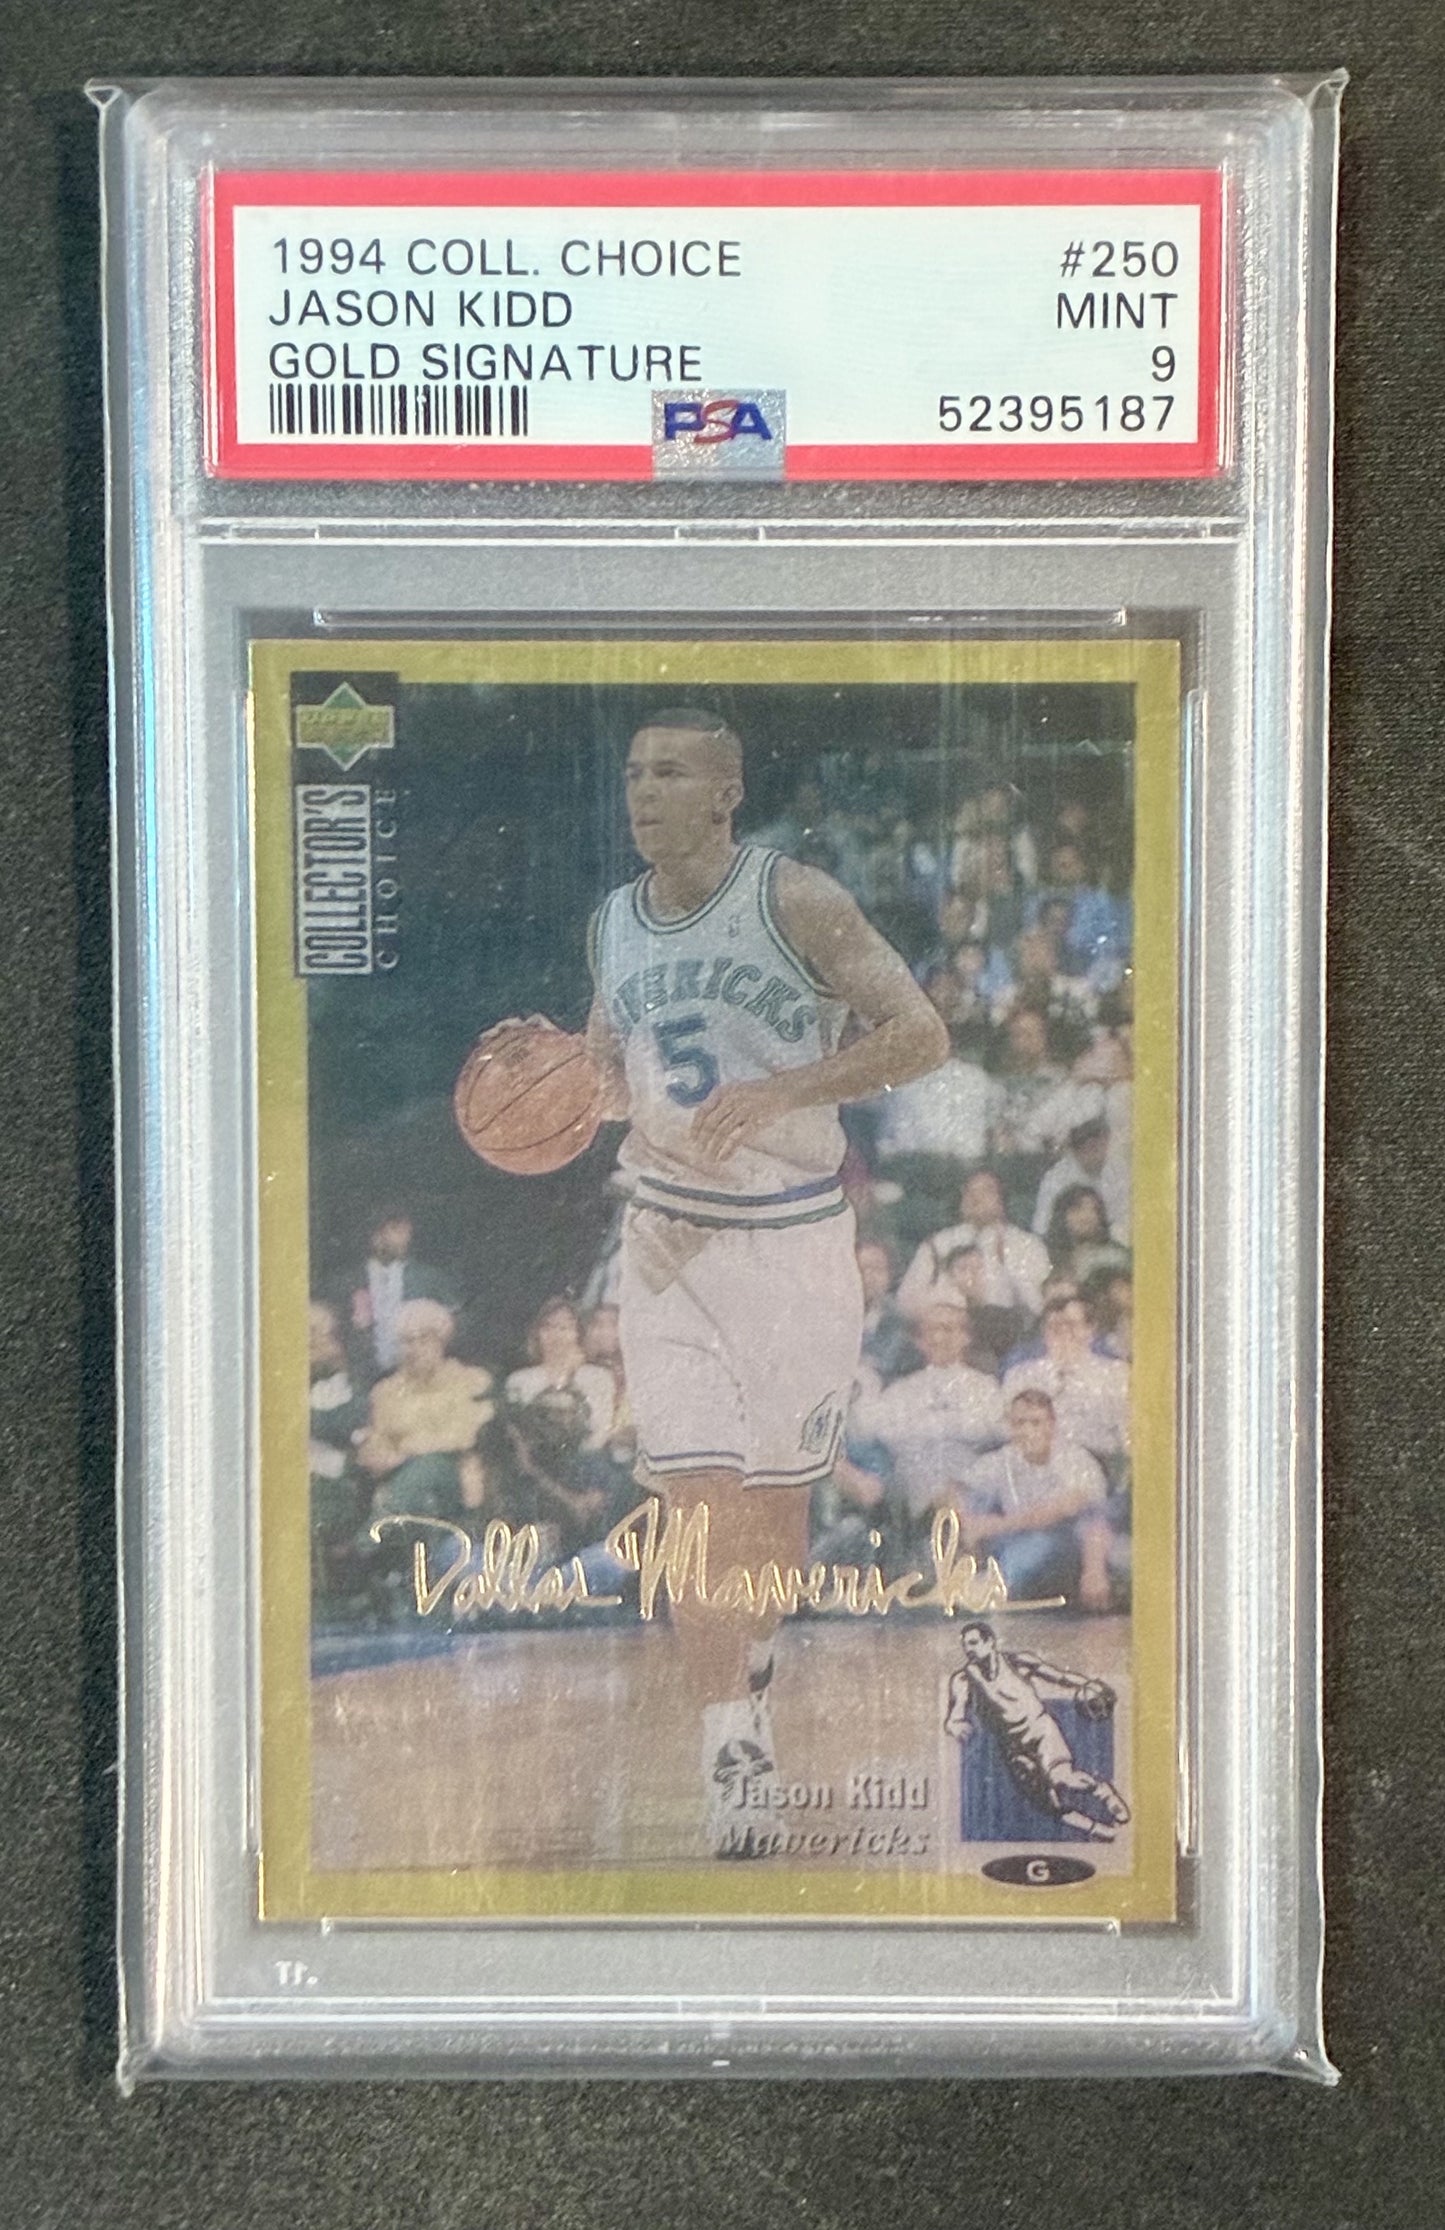 1994 COLL. CHOICE #250
JASON KIDD MINT
GOLD SIGNATURE 9
PSA 52395187
UPPER
COLLECTOR'S
CHOICE
MAVERICKS
5
Dallas Mavericks
Jason Kidd
Mavericks
G